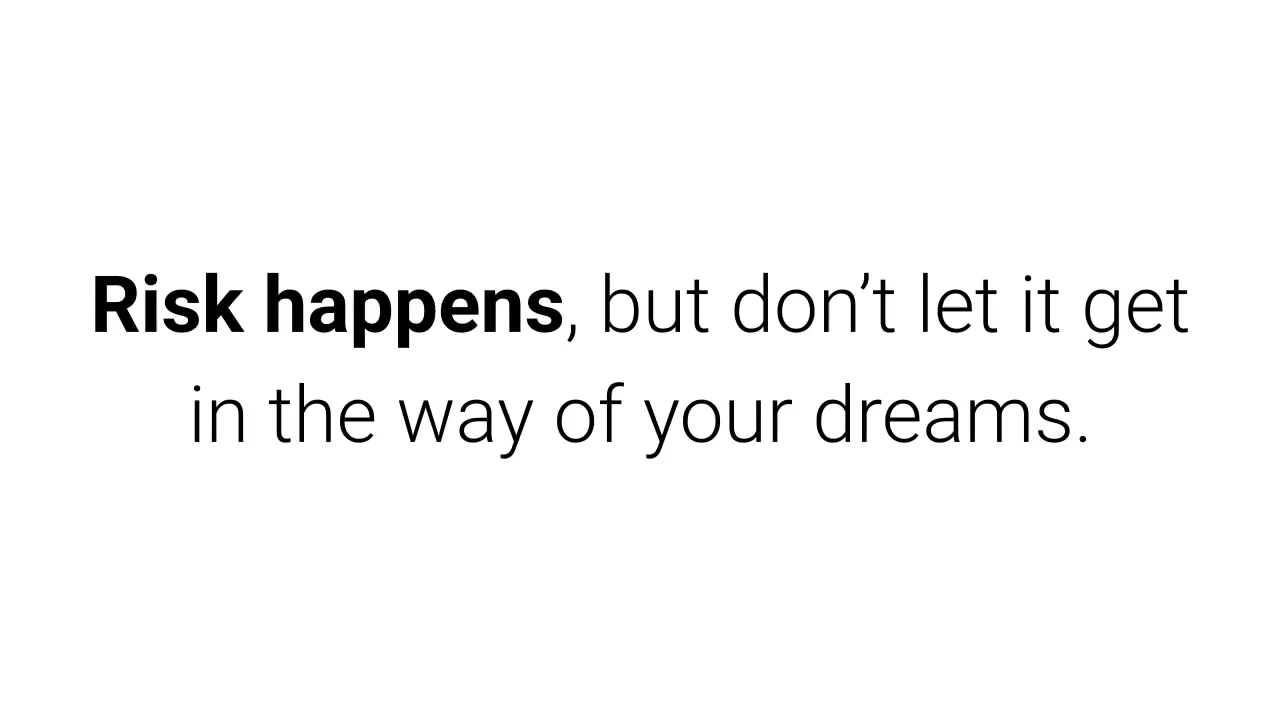 Risk happens, but don’t let it get
in the way of your dreams.